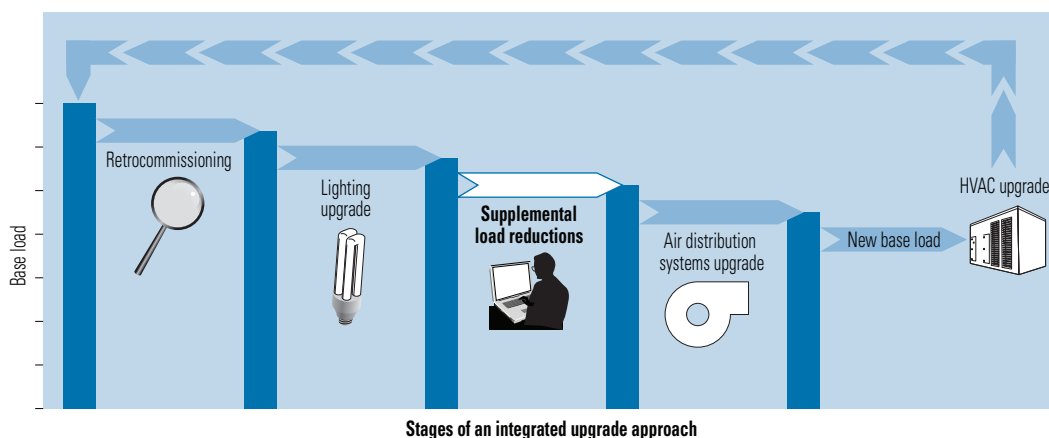 Retrocommissioning
Lighting
upgrade
Supplemental
load reductions
Air distribution
systems upgrade
New base load
HVAC upgrade
Base load
Stages of an integrated upgrade approach